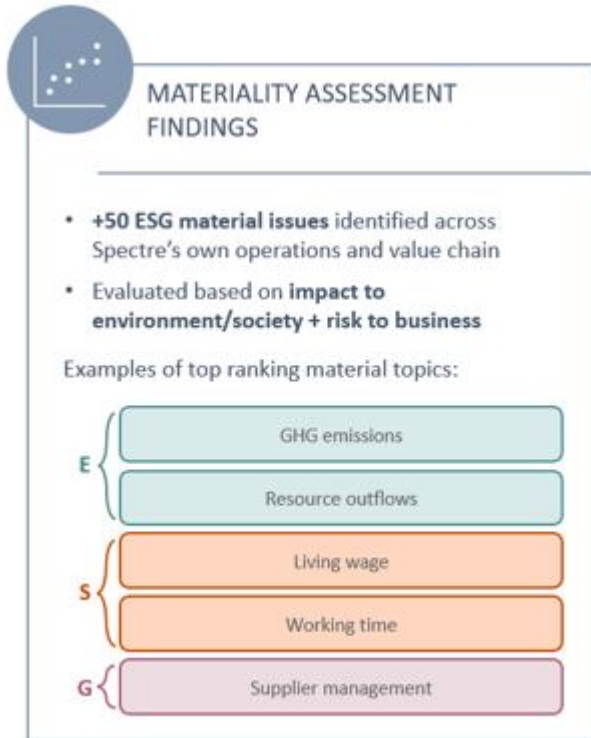 MATERIALITY ASSESSMENT
FINDINGS
• +50 ESG material issues identified across
Spectre's own operations and value chain
• Evaluated based on impact to
environment/society + risk to business
Examples of top ranking material topics:
E
GHG emissions
Resource outflows
S
Living wage
Working time
G
Supplier management